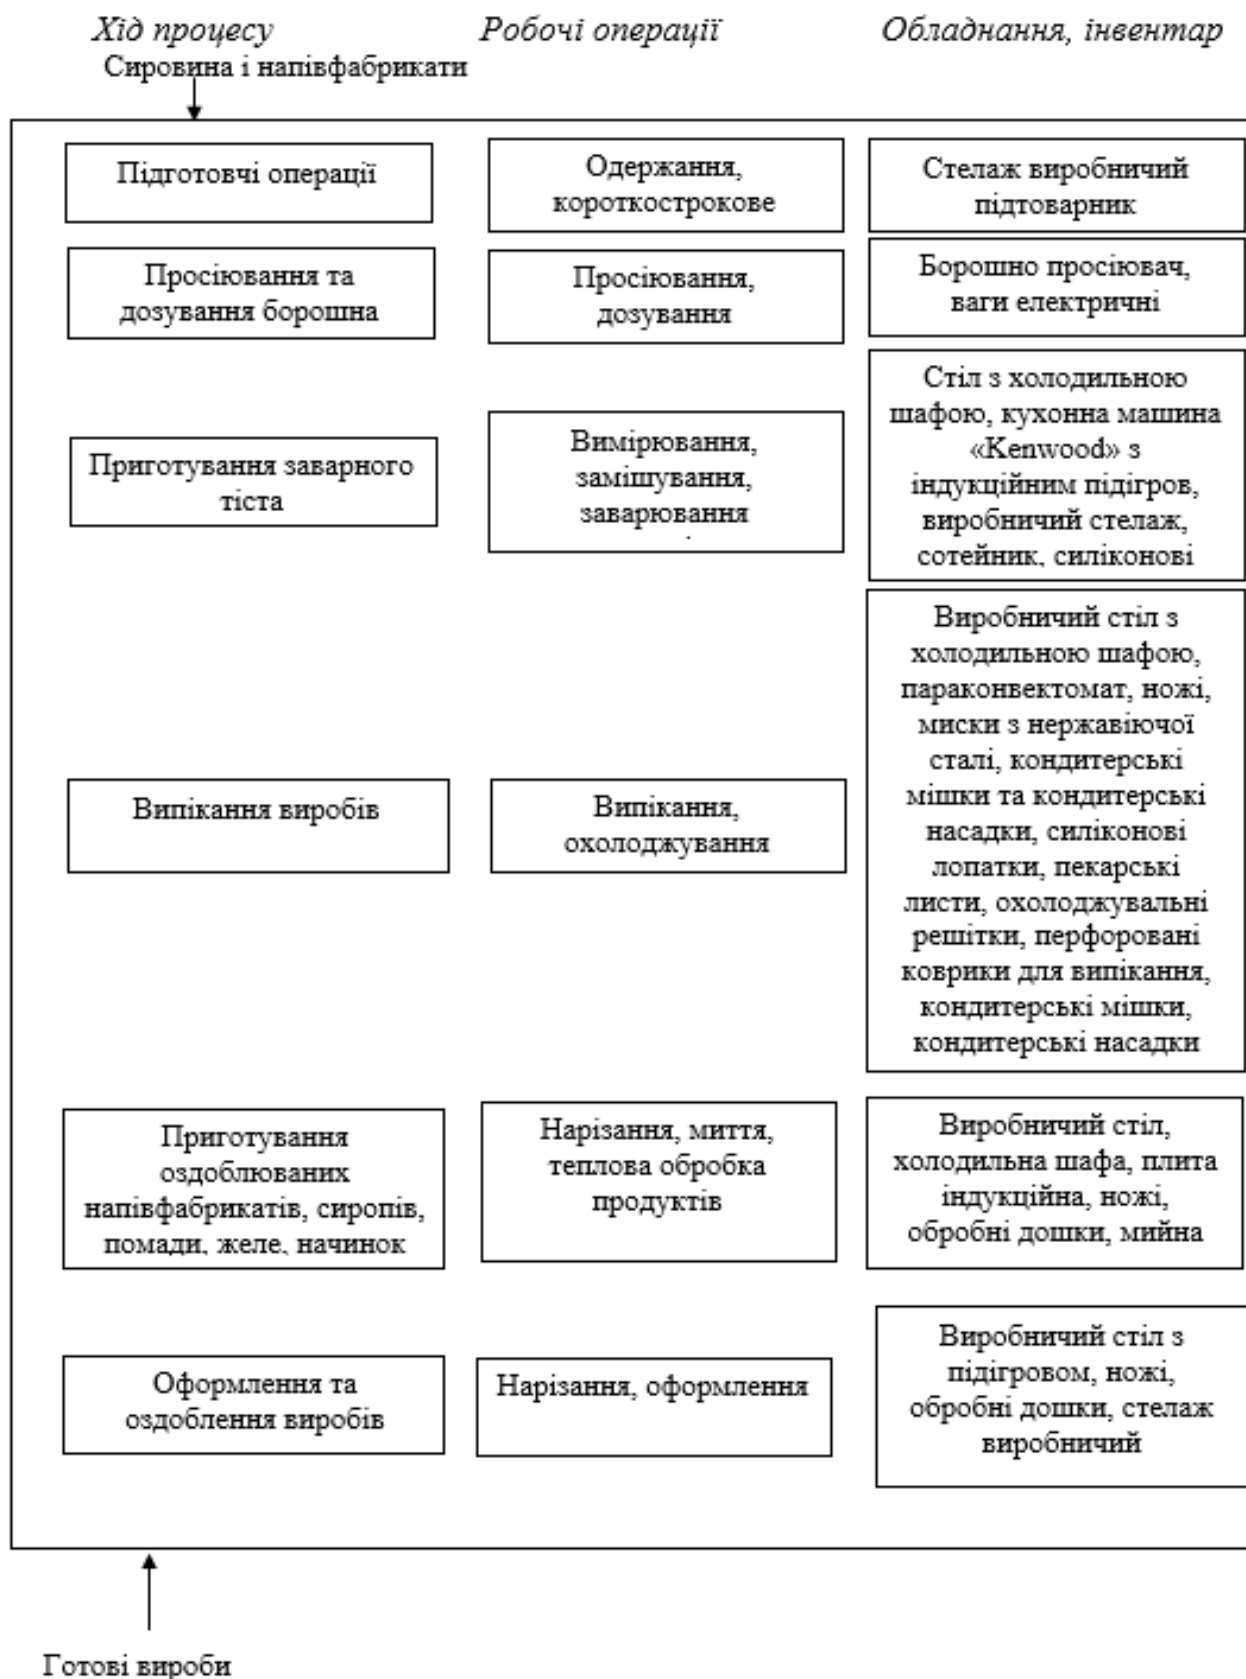 Хід процесу
Робочі операції
Обладнання, інвентар
Сировина і напівфабрикати
Підготовчі операції
Одержання,
короткострокове
Стелаж виробничий
підтоварник
Просіювання та
дозування борошна
Просіювання,
дозування
Борошно просіювач,
ваги електричні
Приготування заварного
тіста
Вимірювання,
замішування,
заварювання
Стіл з холодильною
шафою, кухонна машина
«Kenwood» з
індукційним підігров,
виробничий стелаж,
сотейник, силіконові
Випікання виробів
Випікання,
охолоджування
Виробничий стіл з
холодильною шафою,
параконвектомат, ножі,
миски з нержавіючої
сталі, кондитерські
мішки та кондитерські
насадки, силіконові
лопатки, пекарські
листи, охолоджувальні
решітки, перфоровані
коврики для випікання,
кондитерські мішки,
кондитерські насадки
Приготування
оздоблюваних
напівфабрикатів, сиропів,
помади, желе, начинок
Нарізання, миття,
теплова обробка
продуктів
Виробничий стіл,
холодильна шафа, плита
індукційна, ножі,
обробні дошки, мийна
Оформлення та
оздоблення виробів
Нарізання, оформлення
Виробничий стіл з
підігровом, ножі,
обробні дошки, стелаж
виробничий
Готові вироби